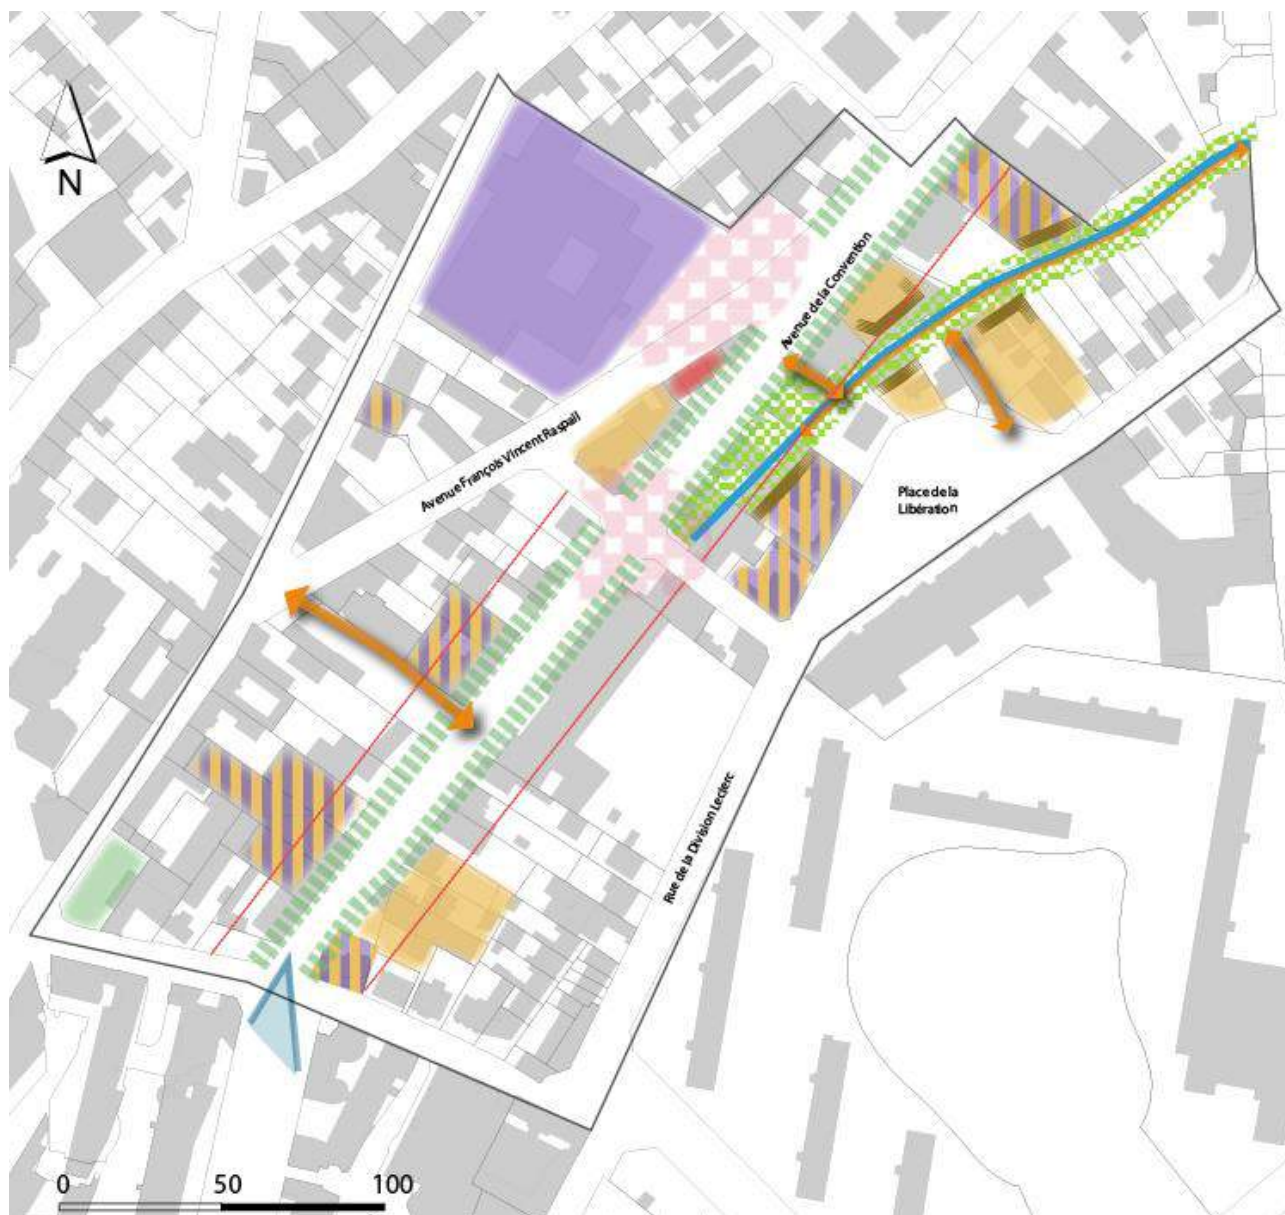 N
Avenue de la Convention
Avenue François Vincent Raspail
Place de la
Libération
Rue de la Division Leclerc
0 50 100